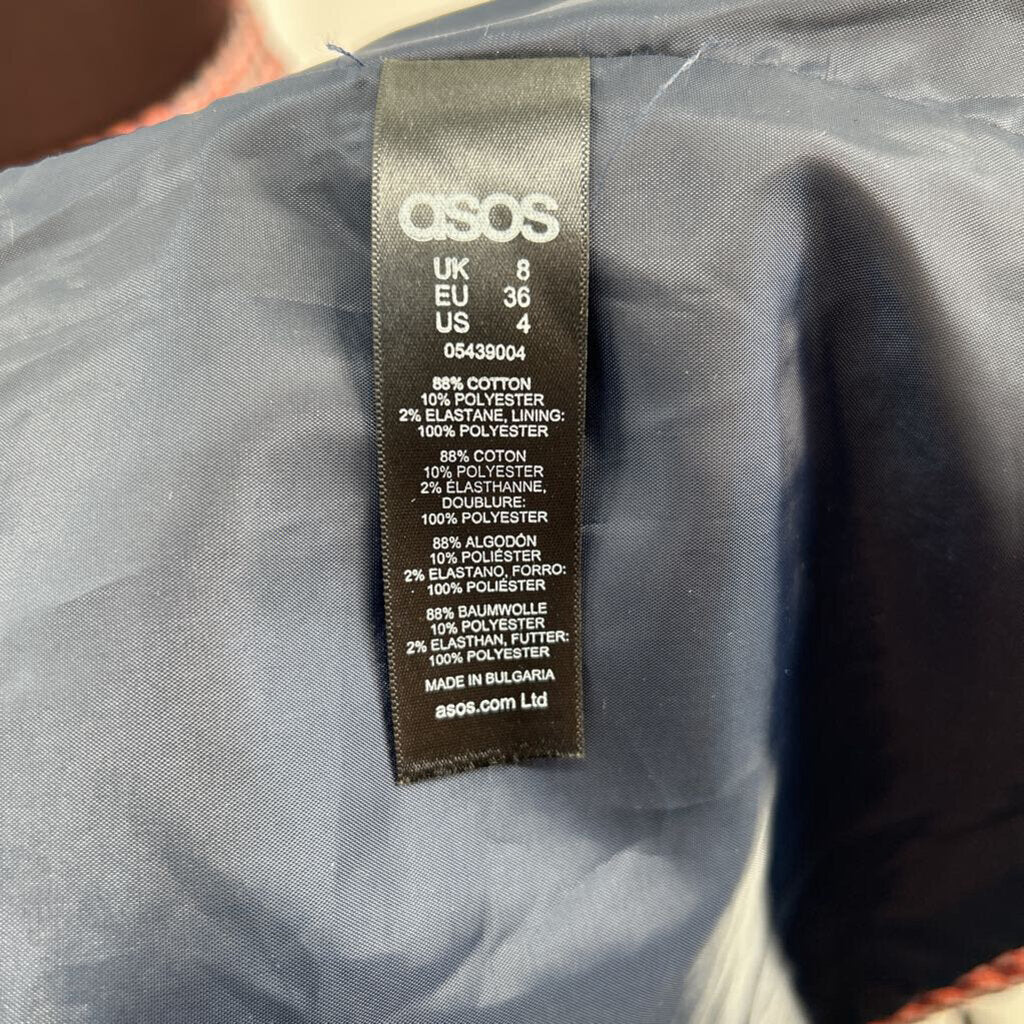 asos
UK 8
EU 36
US 4
05439004
88% COTTON
10% POLYESTER
2% ELASTANE, LINING:
100% POLYESTER
88% COTON
10% POLYESTER
2% ÉLASTHANNE,
DOUBLURE:
100% POLYESTER
88% ALGODÓN
10% POLIÉSTER
2% ELASTANO, FORRO:
100% POLIÉSTER
88% BAUMWOLLE
10% POLYESTER
2% ELASTHAN, FUTTER:
100% POLYESTER
MADE IN BULGARIA
asos.com Ltd